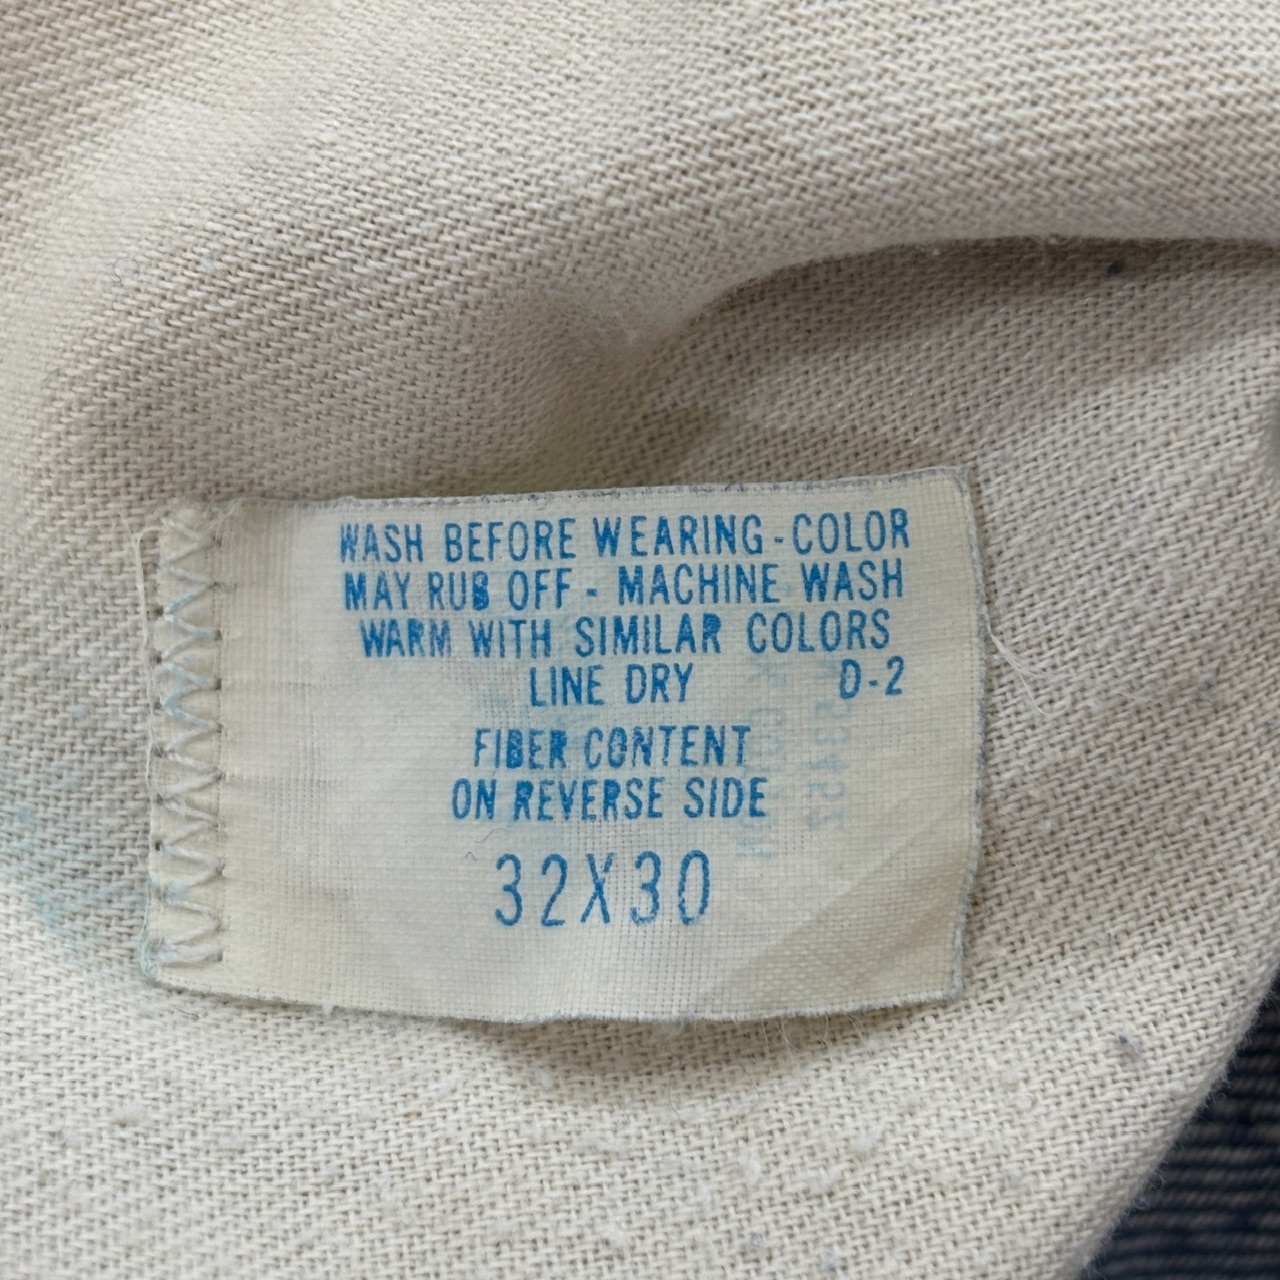 WASH BEFORE WEARING-COLOR
MAY RUB OFF - MACHINE WASH
WARM WITH SIMILAR COLORS
LINE DRY D-2
FIBER CONTENT
ON REVERSE SIDE
32X30